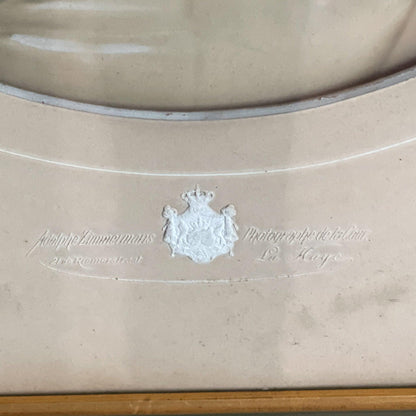 Adolphe Zimmermans
Photographe de la Cour
La Haye.